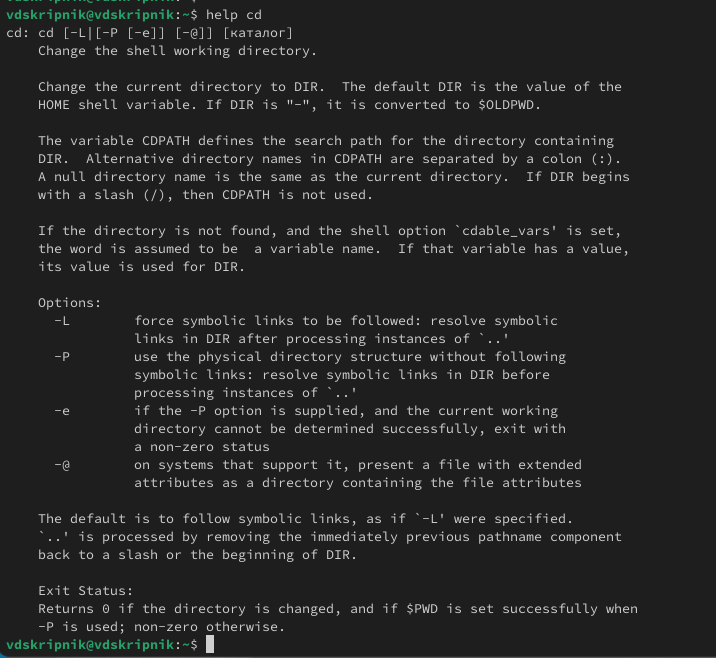 vdskripnik@vdskripnik:~$ help cd
cd: cd [-L|[-P [-e]] [-@]] [каталог]
    Change the shell working directory.

    Change the current directory to DIR.  The default DIR is the value of the
    HOME shell variable. If DIR is "-", it is converted to $OLDPWD.

    The variable CDPATH defines the search path for the directory containing
    DIR.  Alternative directory names in CDPATH are separated by a colon (:).
    A null directory name is the same as the current directory.  If DIR begins
    with a slash (/), then CDPATH is not used.

    If the directory is not found, and the shell option `cdable_vars' is set,
    the word is assumed to be  a variable name.  If that variable has a value,
    its value is used for DIR.

    Options:
      -L        force symbolic links to be followed: resolve symbolic
                links in DIR after processing instances of `..'
      -P        use the physical directory structure without following
                symbolic links: resolve symbolic links in DIR before
                processing instances of `..'
      -e        if the -P option is supplied, and the current working
                directory cannot be determined successfully, exit with
                a non-zero status
      -@        on systems that support it, present a file with extended
                attributes as a directory containing the file attributes

    The default is to follow symbolic links, as if `-L' were specified.
    `..' is processed by removing the immediately previous pathname component
    back to a slash or the beginning of DIR.

    Exit Status:
    Returns 0 if the directory is changed, and if $PWD is set successfully when
    -P is used; non-zero otherwise.
vdskripnik@vdskripnik:~$